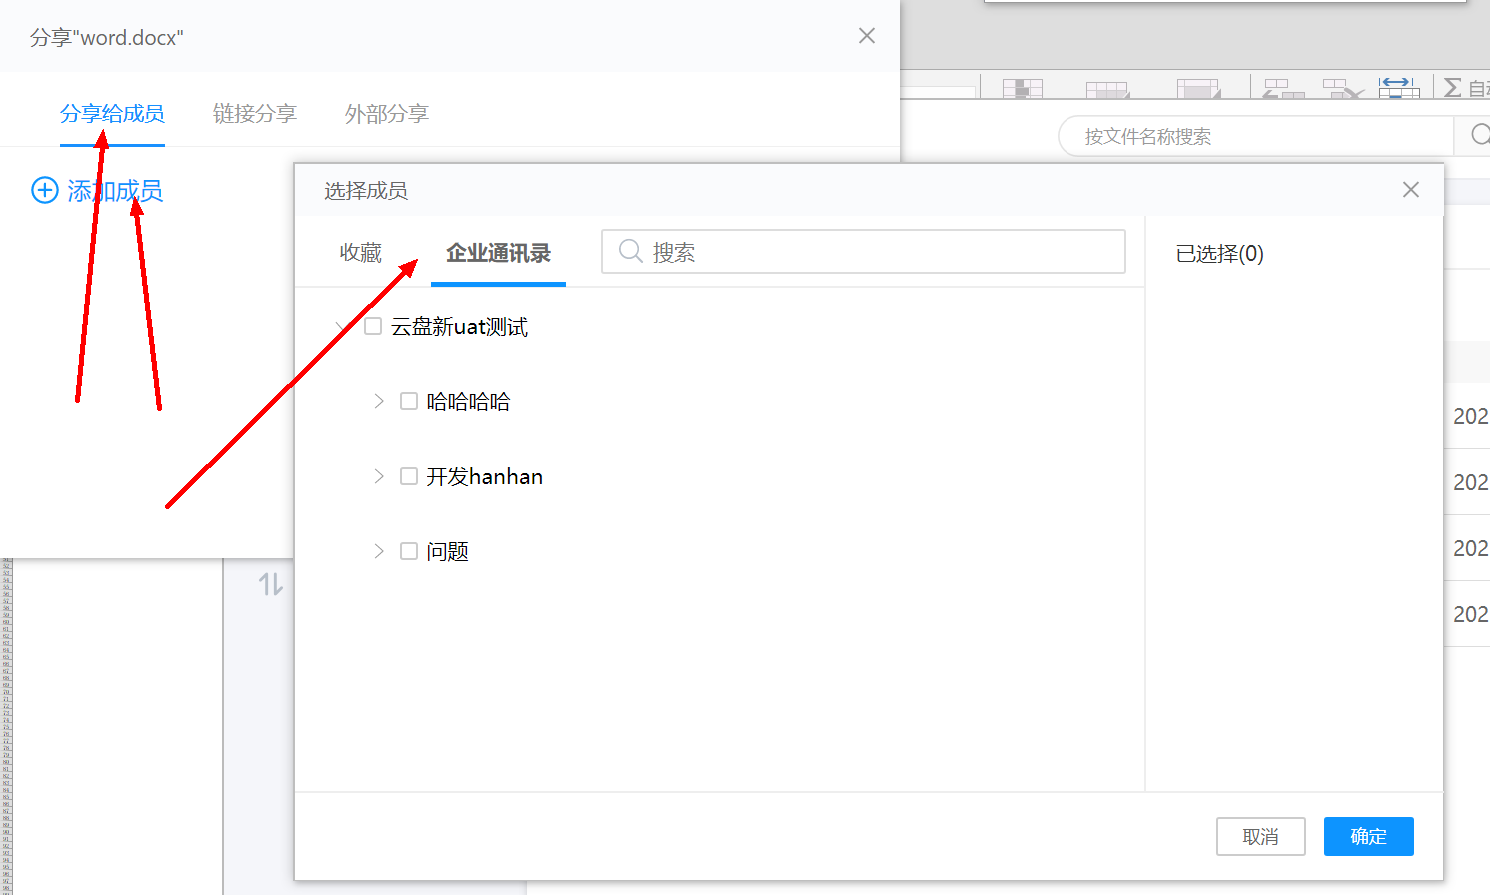 分享"word.docx"
分享给成员 链接分享 外部分享
添加成员
自动
按文件名称搜索
选择成员
收藏 企业通讯录 搜索 已选择(0)
云盘新uat测试
哈哈哈哈
开发hanhan
问题
202
202
202
202
取消 确定